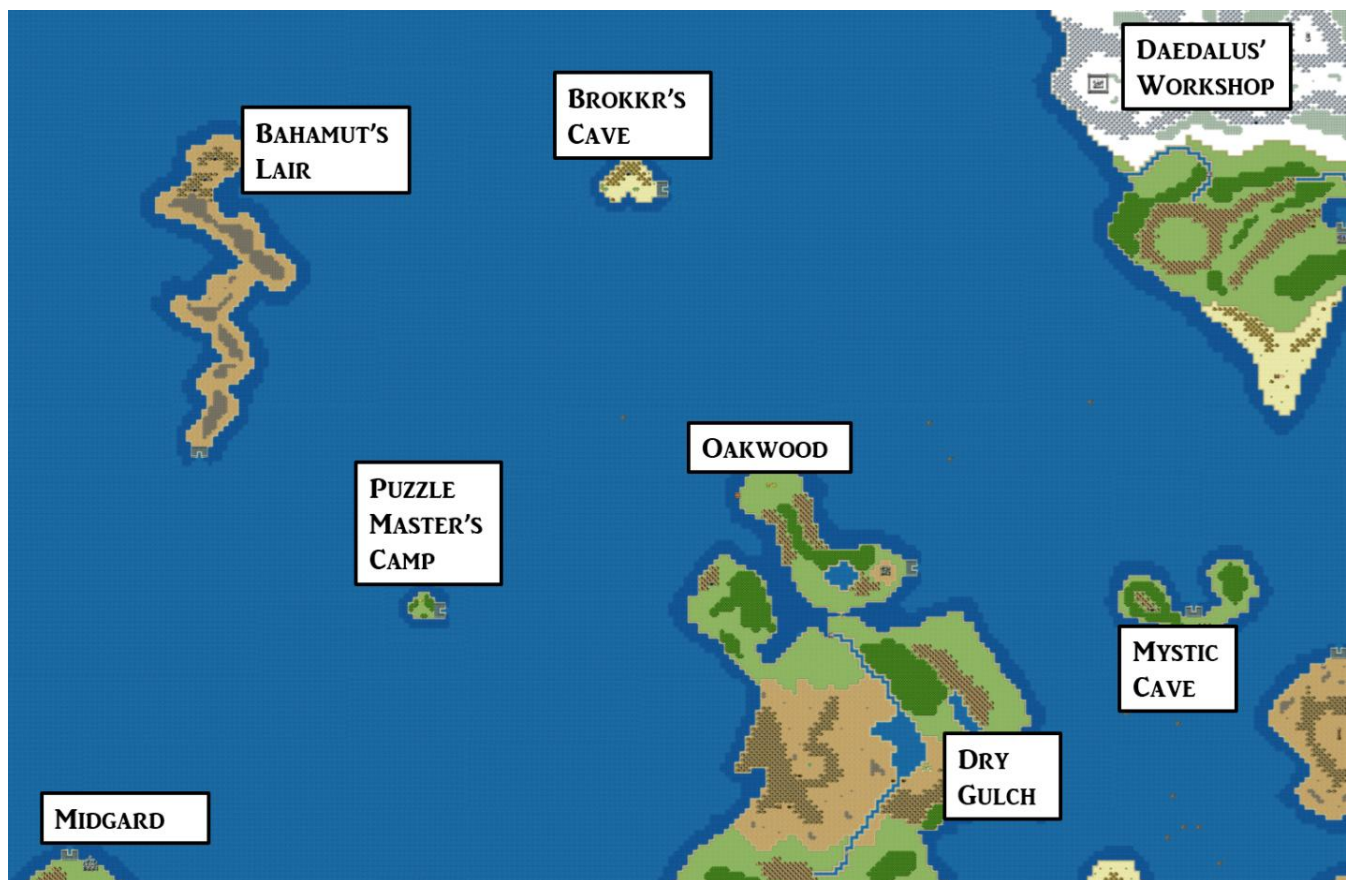 Bahamut's
Lair
Brokkr's
Cave
Daedalus'
Workshop
Oakwood
Puzzle
Master's
Camp
Mystic
Cave
Dry
Gulch
Midgard